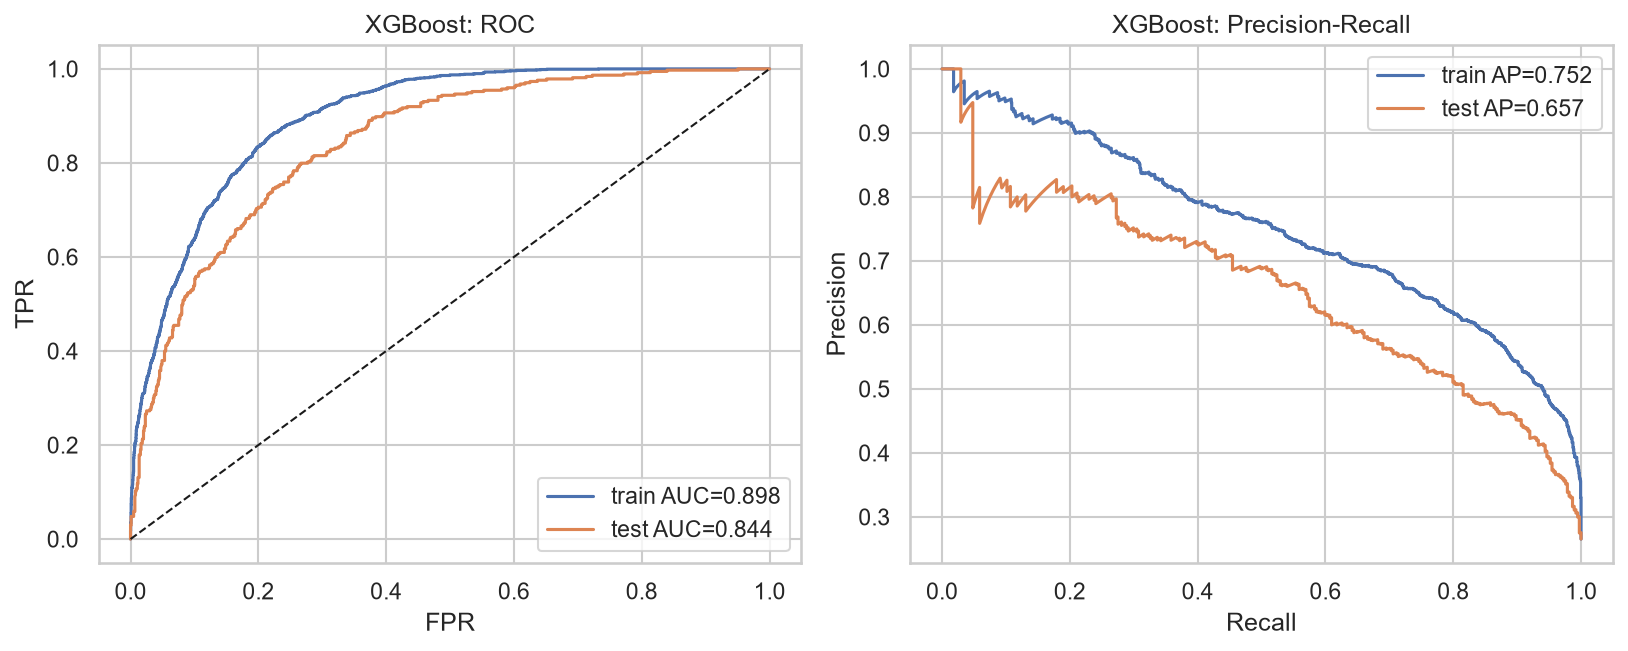 XGBoost: ROC
TPR
1.0
0.8
0.6
0.4
0.2
0.0
train AUC=0.898
test AUC=0.844
0.0 0.2 0.4 0.6 0.8 1.0
FPR
XGBoost: Precision-Recall
Precision
1.0
0.9
0.8
0.7
0.6
0.5
0.4
0.3
train AP=0.752
test AP=0.657
0.0 0.2 0.4 0.6 0.8 1.0
Recall